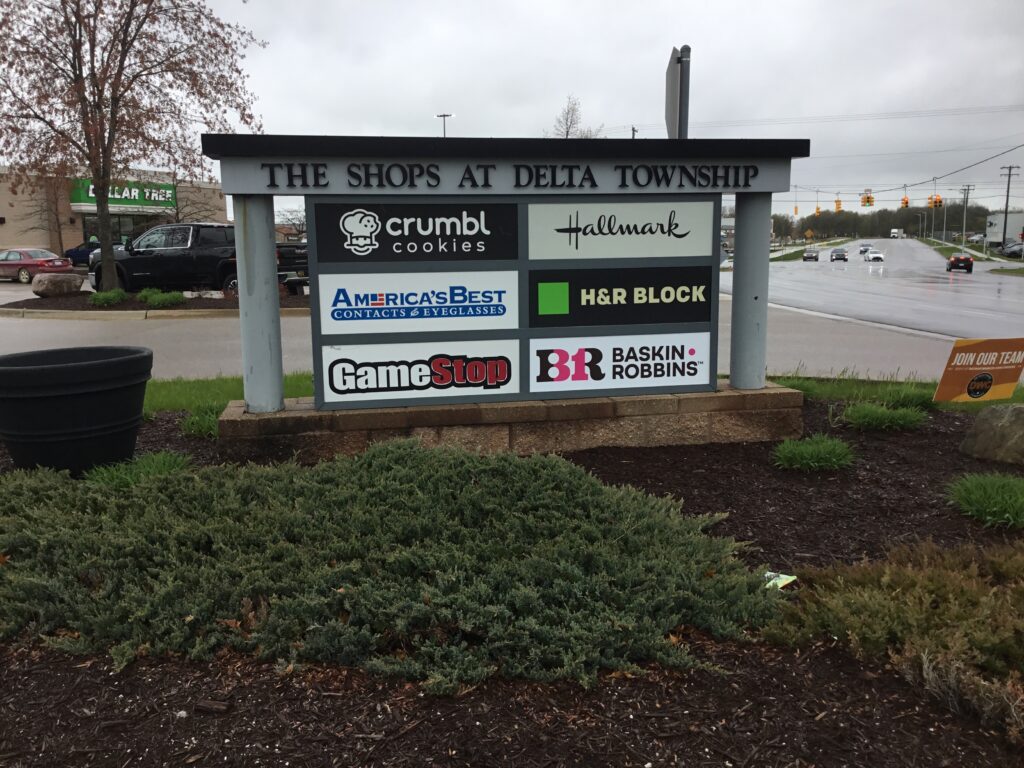 THE SHOPS AT DELTA TOWNSHIP
DOLLAR TREE
crumbl
cookies
Hallmark
AMERICA'S BEST
CONTACTS & EYEGLASSES
H&R BLOCK
GameStop
BR
BASKIN
ROBBINS™
JOIN OUR TEAM